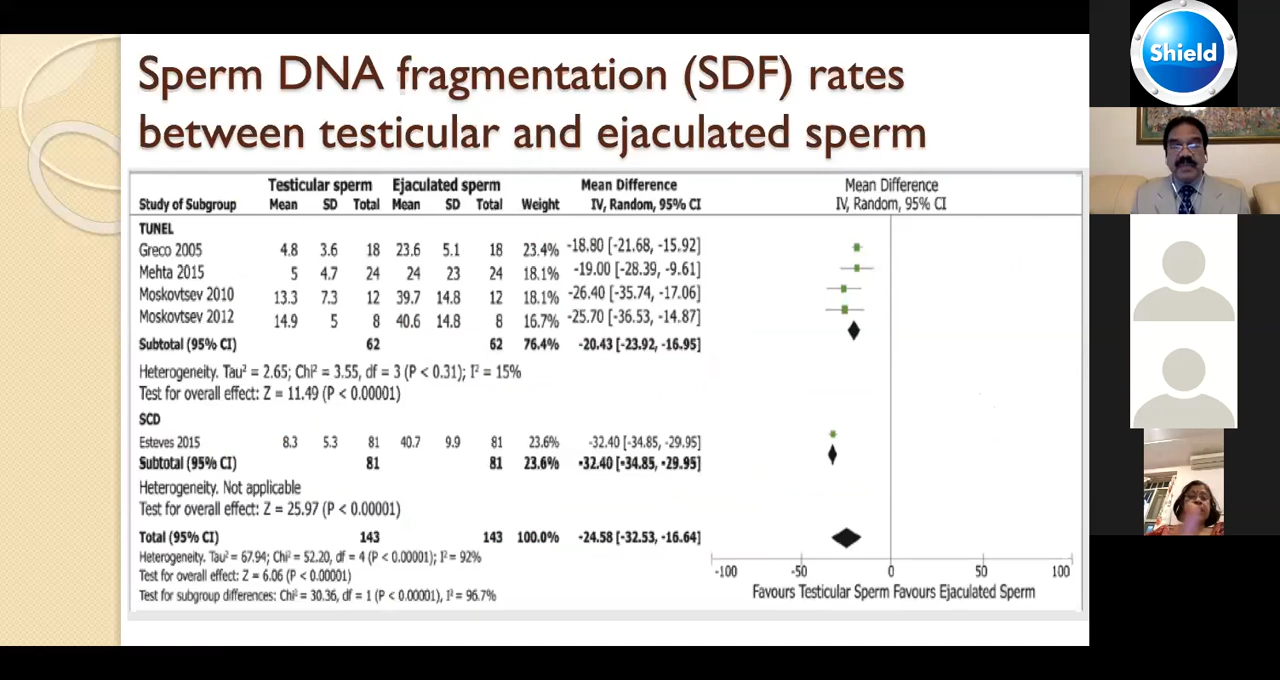 Sperm DNA fragmentation (SDF) rates
between testicular and ejaculated sperm
Testicular sperm Ejaculated sperm Mean Difference Mean Difference
Study of Subgroup Mean SD Total Mean SD Total Weight IV, Random, 95% CI IV, Random, 95% CI
TUNEL
Greco 2005 4.8 3.6 18 23.6 5.1 18 23.4% -18.80 [-21.68, -15.92]
Mehta 2015 5 4.7 24 24 23 24 18.1% -19.00 [-28.39, -9.61]
Moskovtsev 2010 13.3 7.3 12 39.7 14.8 12 18.1% -26.40 [-35.74, -17.06]
Moskovtsev 2012 14.9 5 8 40.6 14.8 8 16.7% -25.70 [-36.53, -14.87]
Subtotal (95% CI) 62 62 76.4% -20.43 [-23.92, -16.95]
Heterogeneity. Tau² = 2.65; Chi² = 3.55, df = 3 (P < 0.31); I² = 15%
Test for overall effect: Z = 11.49 (P < 0.00001)
SCD
Esteves 2015 8.3 5.3 81 40.7 9.9 81 23.6% -32.40 [-34.85, -29.95]
Subtotal (95% CI) 81 81 23.6% -32.40 [-34.85, -29.95]
Heterogeneity. Not applicable
Test for overall effect: Z = 25.97 (P < 0.00001)
Total (95% CI) 143 143 100.0% -24.58 [-32.53, -16.64]
Heterogeneity. Tau² = 67.94; Chi² = 52.20, df = 4 (P < 0.00001); I² = 92%
Test for overall effect: Z = 6.06 (P < 0.00001)
Test for subgroup differences: Chi² = 30.36, df = 1 (P < 0.00001), I² = 96.7%
-100 -50 0 50 100
Favours Testicular Sperm Favours Ejaculated Sperm
Shield